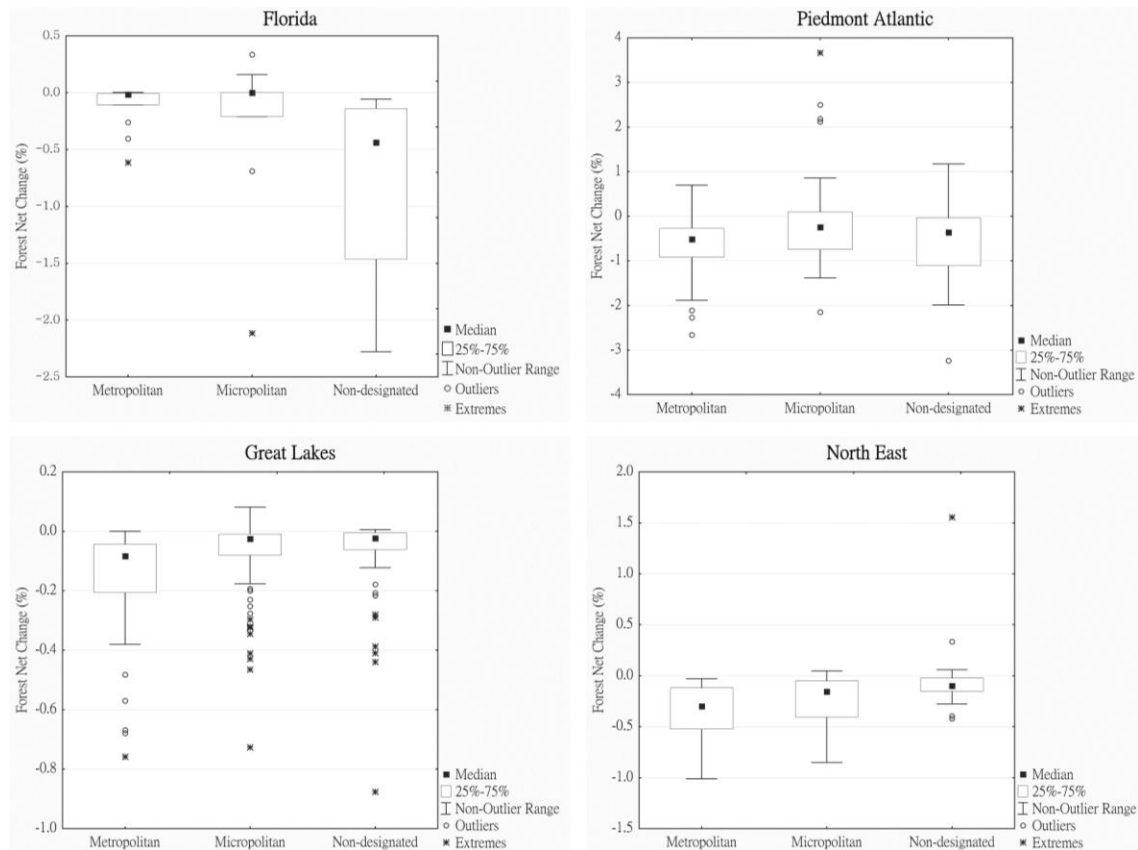 Florida
Forest Net Change (%)
0.5
0.0
-0.5
-1.0
-1.5
-2.0
-2.5
Metropolitan Micropolitan Non-designated
Median
25%-75%
Non-Outlier Range
Outliers
Extremes
Piedmont Atlantic
Forest Net Change (%)
4
3
2
1
0
-1
-2
-3
-4
Metropolitan Micropolitan Non-designated
Median
25%-75%
Non-Outlier Range
Outliers
Extremes
Great Lakes
Forest Net Change (%)
0.2
0.0
-0.2
-0.4
-0.6
-0.8
-1.0
Metropolitan Micropolitan Non-designated
Median
25%-75%
Non-Outlier Range
Outliers
Extremes
North East
Forest Net Change (%)
2.0
1.5
1.0
0.5
0.0
-0.5
-1.0
-1.5
Metropolitan Micropolitan Non-designated
Median
25%-75%
Non-Outlier Range
Outliers
Extremes